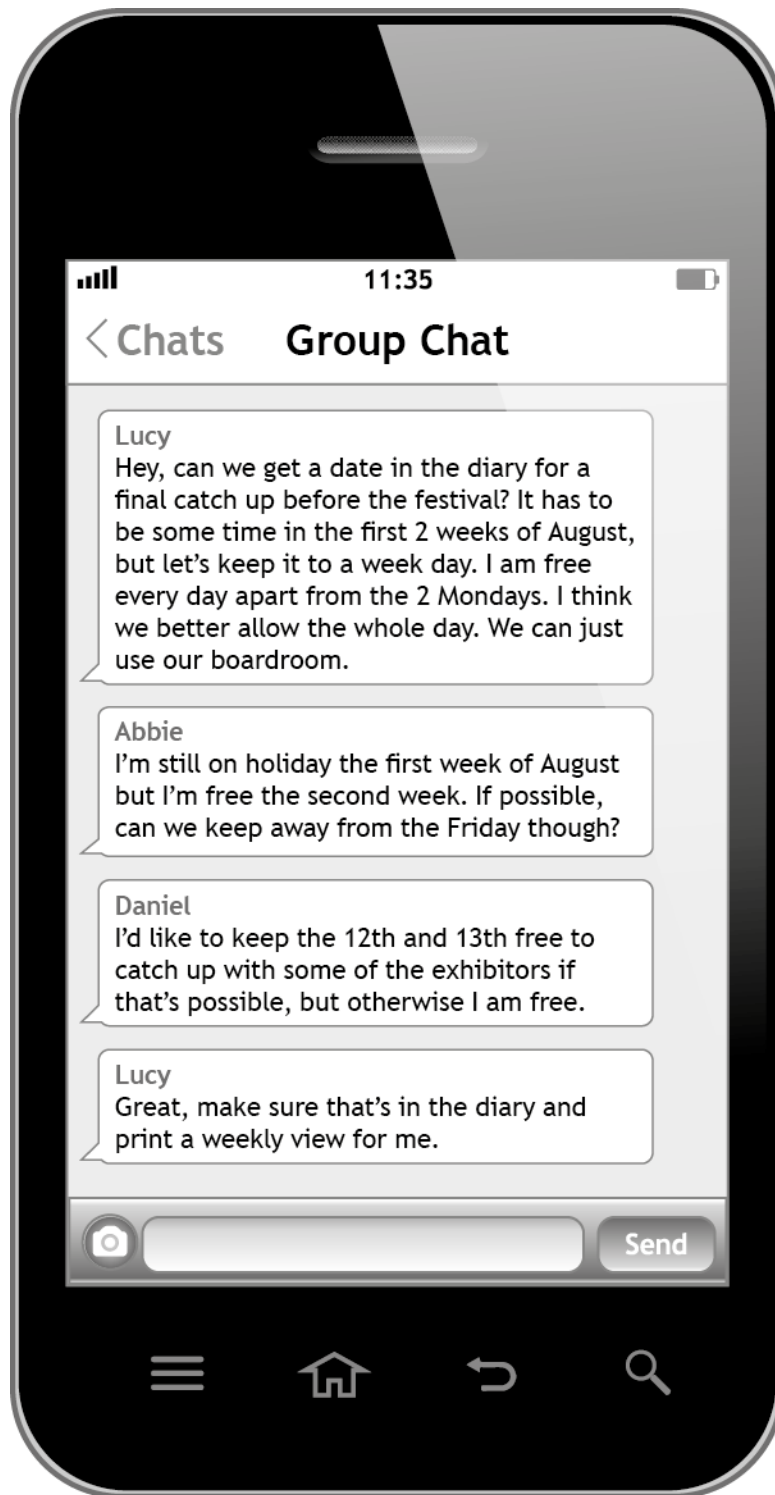 11:35
Chats Group Chat
Lucy
Hey, can we get a date in the diary for a
final catch up before the festival? It has to
be some time in the first 2 weeks of August,
but let’s keep it to a week day. I am free
every day apart from the 2 Mondays. I think
we better allow the whole day. We can just
use our boardroom.
Abbie
I’m still on holiday the first week of August
but I’m free the second week. If possible,
can we keep away from the Friday though?
Daniel
I’d like to keep the 12th and 13th free to
catch up with some of the exhibitors if
that’s possible, but otherwise I am free.
Lucy
Great, make sure that’s in the diary and
print a weekly view for me.
Send